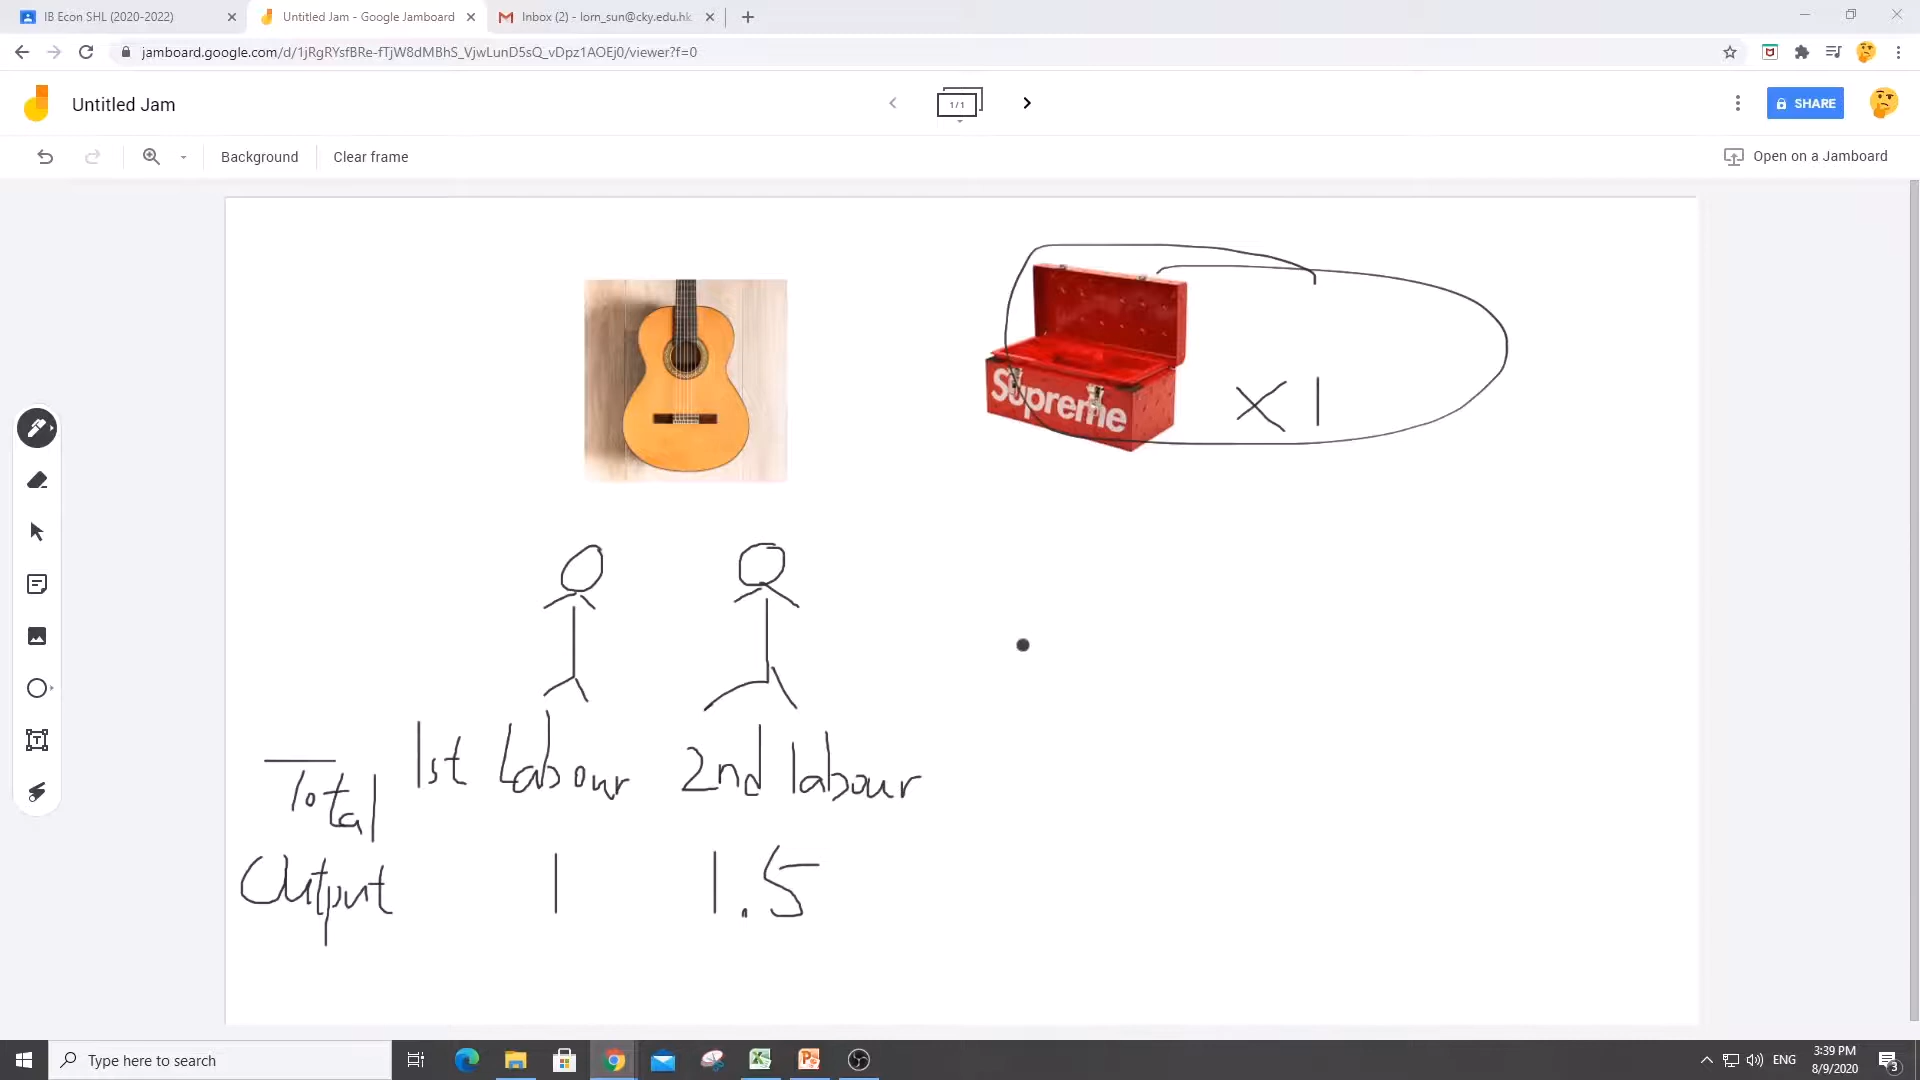 IB Econ SHL (2020-2022)
Untitled Jam - Google Jamboard
Inbox (2) - lorn_sun@cky.edu.hk
jamboard.google.com/d/1jRgRYsfBRe-fTjW8dMBhS_VjwLunD5sQ_vDpz1AOEj0/viewer?f=0
Untitled Jam
1/1
SHARE
Background
Clear frame
Open on a Jamboard
Supreme
X1
1st Labour 2nd labour
Total
Output 1 1.5
Type here to search
ENG
3:39 PM
8/9/2020
3